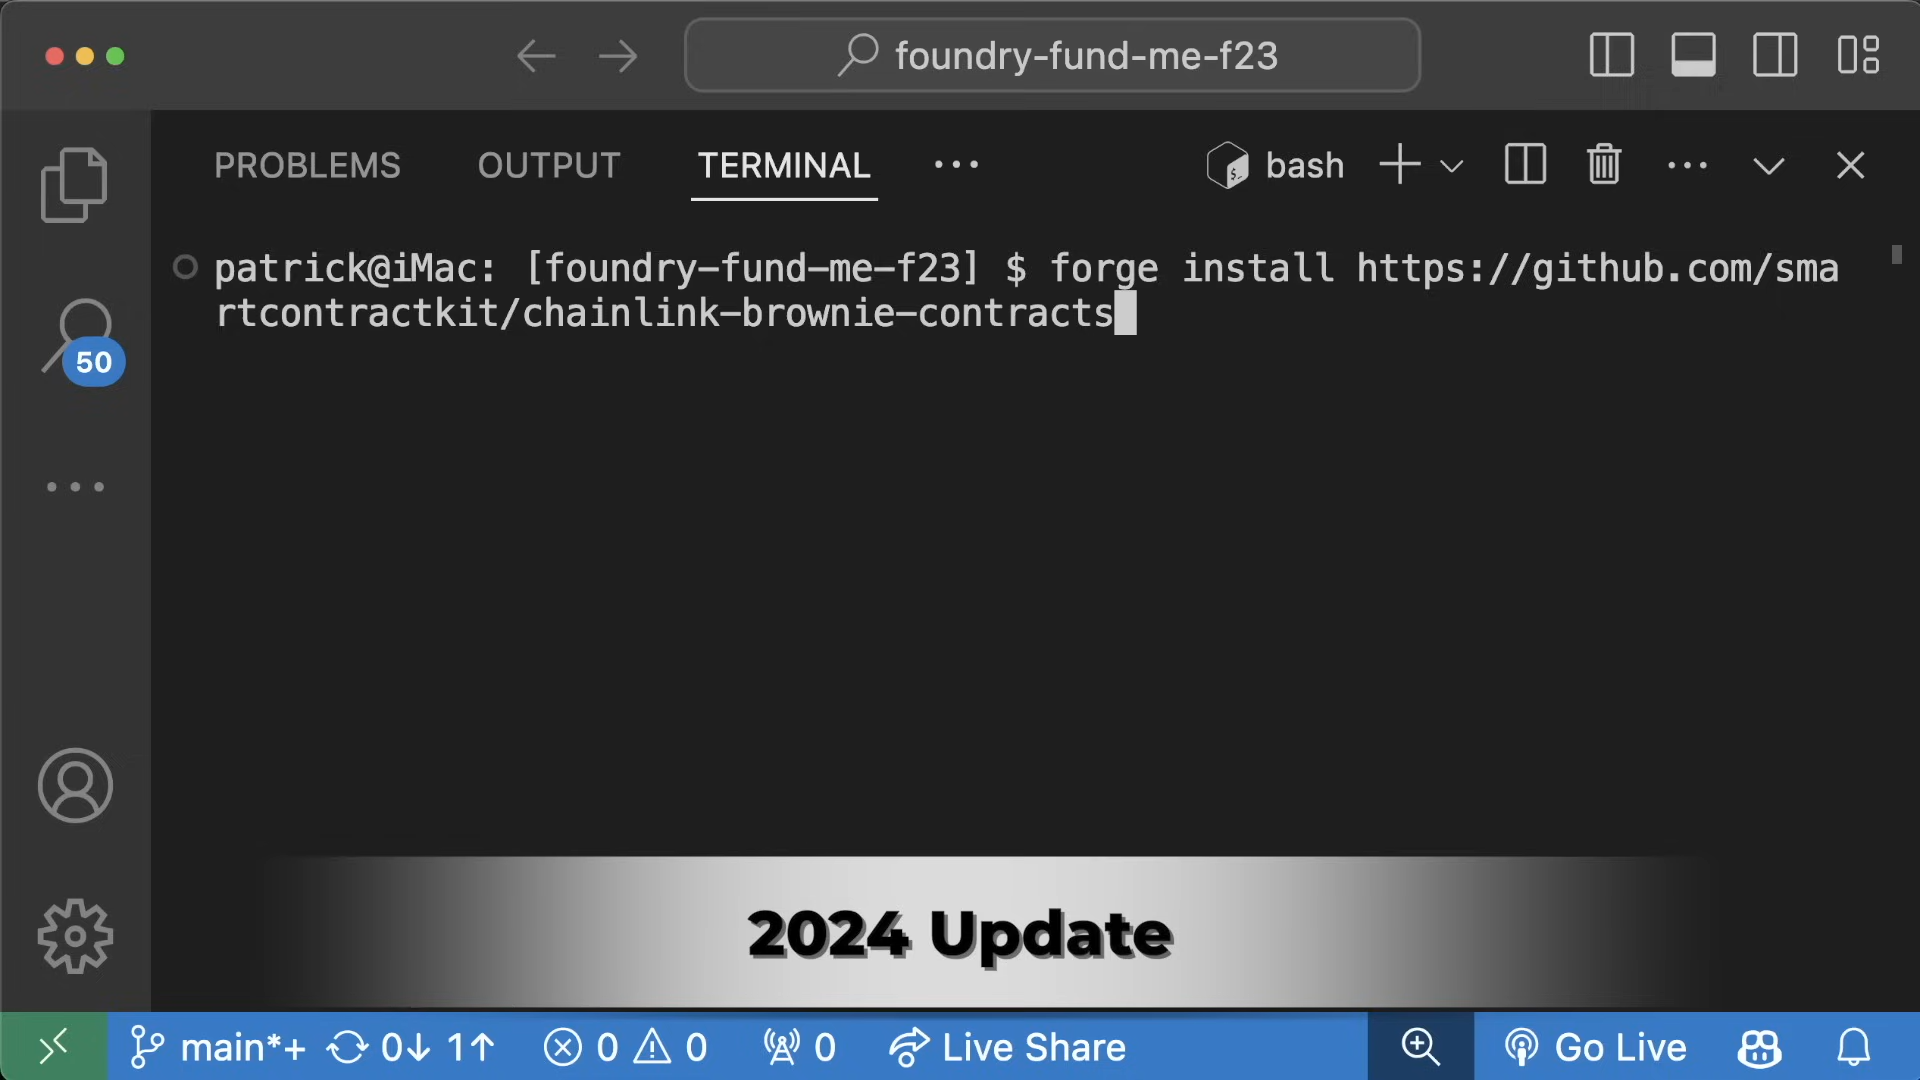 foundry-fund-me-f23
PROBLEMS OUTPUT TERMINAL ... bash
patrick@iMac: [foundry-fund-me-f23] $ forge install https://github.com/sma
rtcontractkit/chainlink-brownie-contracts
50
2024 Update
main*+ 0↓ 1↑ 0 0 0 Live Share Go Live